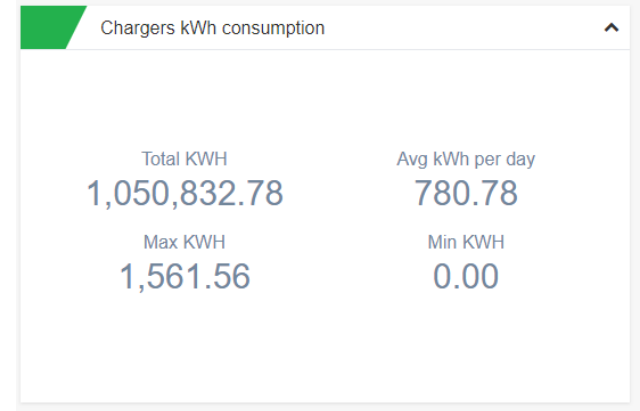 Chargers kWh consumption
Total KWH
1,050,832.78
Avg kWh per day
780.78
Max KWH
1,561.56
Min KWH
0.00